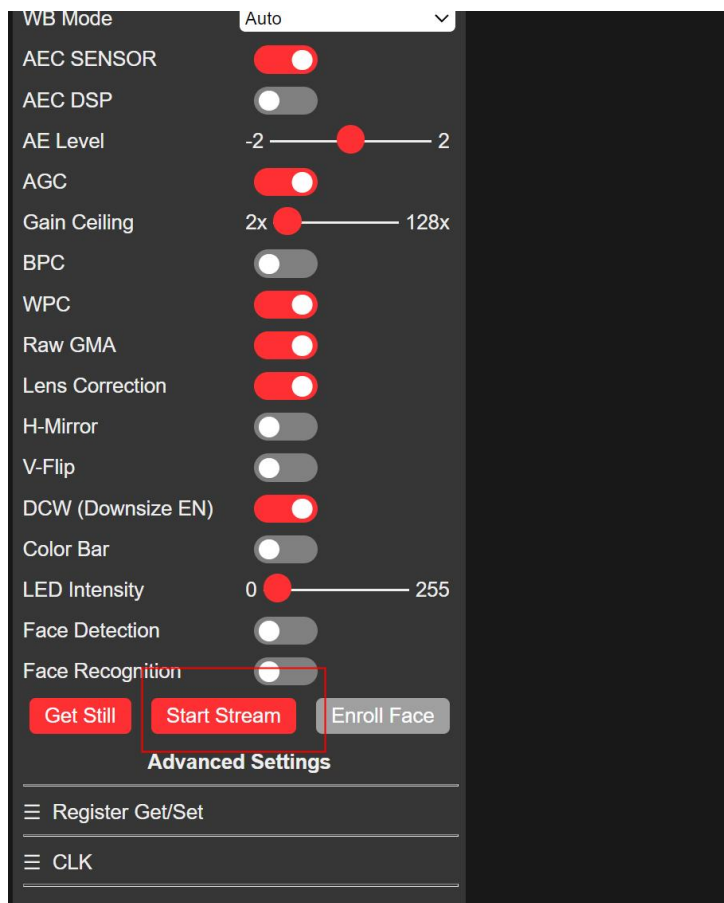 WB Mode Auto
AEC SENSOR
AEC DSP
AE Level -2 2
AGC
Gain Ceiling 2x 128x
BPC
WPC
Raw GMA
Lens Correction
H-Mirror
V-Flip
DCW (Downsize EN)
Color Bar
LED Intensity 0 255
Face Detection
Face Recognition
Get Still Start Stream Enroll Face
Advanced Settings
☰ Register Get/Set
☰ CLK